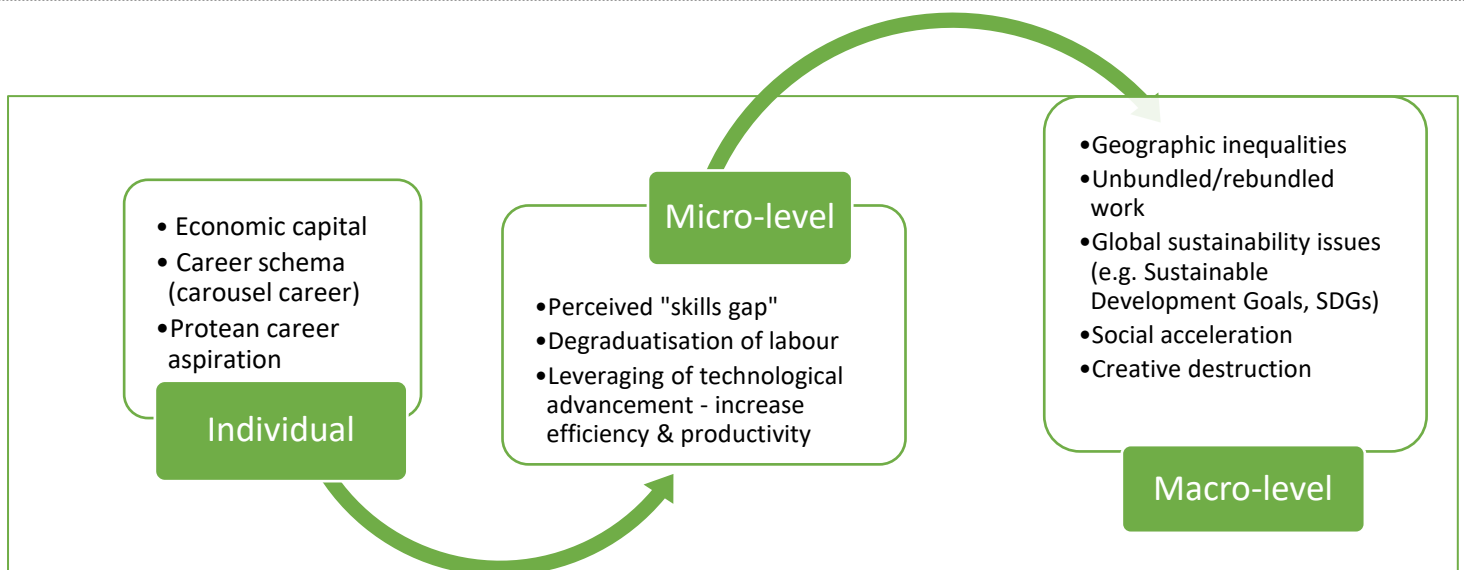 • Economic capital
• Career schema
(carousel career)
•Protean career
aspiration
Individual
Micro-level
•Perceived "skills gap"
•Degraduatisation of labour
•Leveraging of technological
advancement - increase
efficiency & productivity
•Geographic inequalities
•Unbundled/rebundled
work
•Global sustainability issues
(e.g. Sustainable
Development Goals, SDGs)
•Social acceleration
•Creative destruction
Macro-level